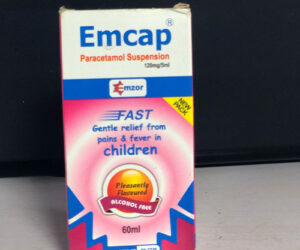 Emcap®
Paracetamol Suspension
120mg/5ml
Emzor
NEW
PACK
FAST
Gentle relief from
pains & fever in
children
Pleasantly
Flavoured
ALCOHOL FREE
60ml